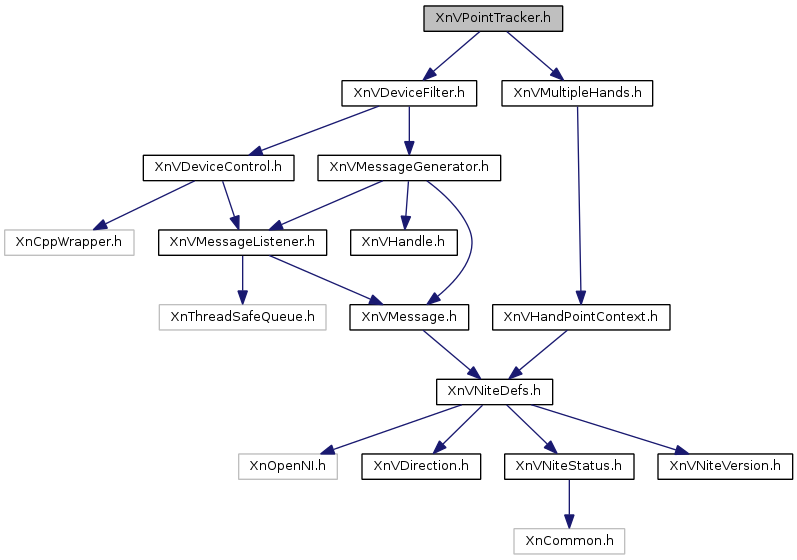 XnVPointTracker.h
XnVDeviceFilter.h
XnVMultipleHands.h
XnVDeviceControl.h
XnVMessageGenerator.h
XnCppWrapper.h
XnVMessageListener.h
XnVHandle.h
XnThreadSafeQueue.h
XnVMessage.h
XnVHandPointContext.h
XnVNiteDefs.h
XnOpenNI.h
XnVDirection.h
XnVNiteStatus.h
XnVNiteVersion.h
XnCommon.h